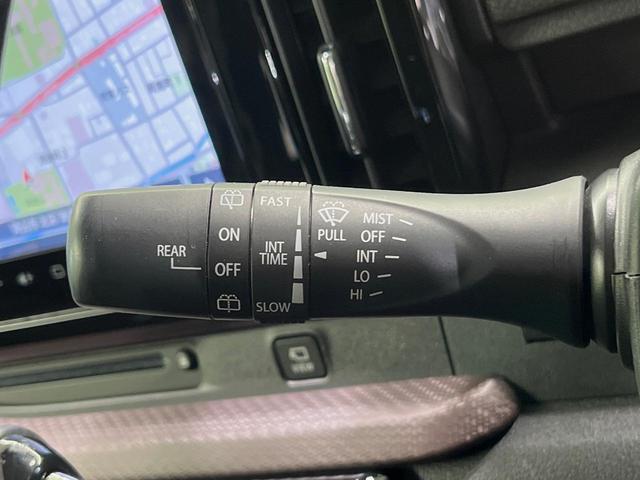 REAR
ON
OFF
FAST
INT
TIME
SLOW
PULL
MIST
OFF
INT
LO
HI